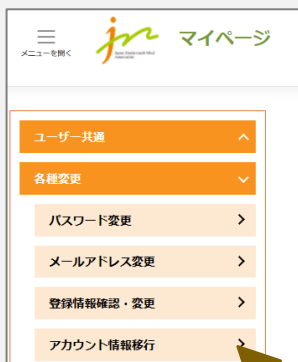 メニューを開く
マイページ
ユーザー共通
各種変更
パスワード変更
メールアドレス変更
登録情報確認・変更
アカウント情報移行